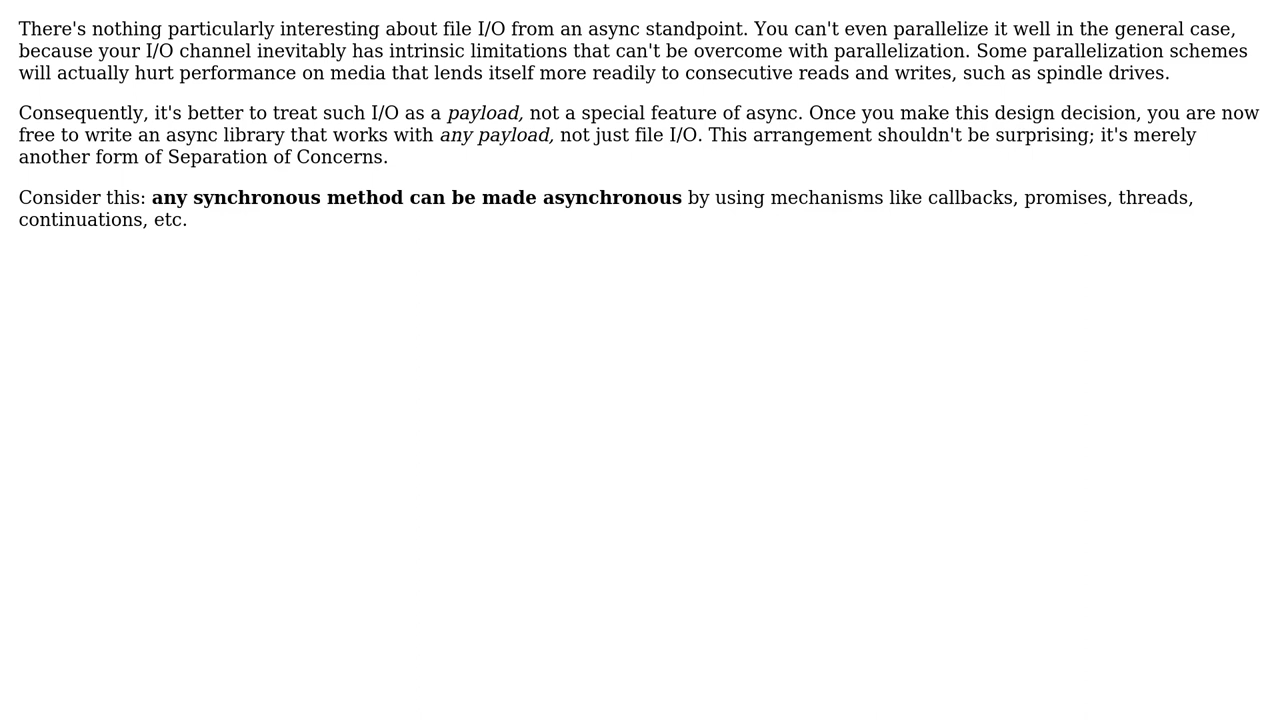 There's nothing particularly interesting about file I/O from an async standpoint. You can't even parallelize it well in the general case,
because your I/O channel inevitably has intrinsic limitations that can't be overcome with parallelization. Some parallelization schemes
will actually hurt performance on media that lends itself more readily to consecutive reads and writes, such as spindle drives.
Consequently, it's better to treat such I/O as a payload, not a special feature of async. Once you make this design decision, you are now
free to write an async library that works with any payload, not just file I/O. This arrangement shouldn't be surprising; it's merely
another form of Separation of Concerns.
Consider this: any synchronous method can be made asynchronous by using mechanisms like callbacks, promises, threads,
continuations, etc.